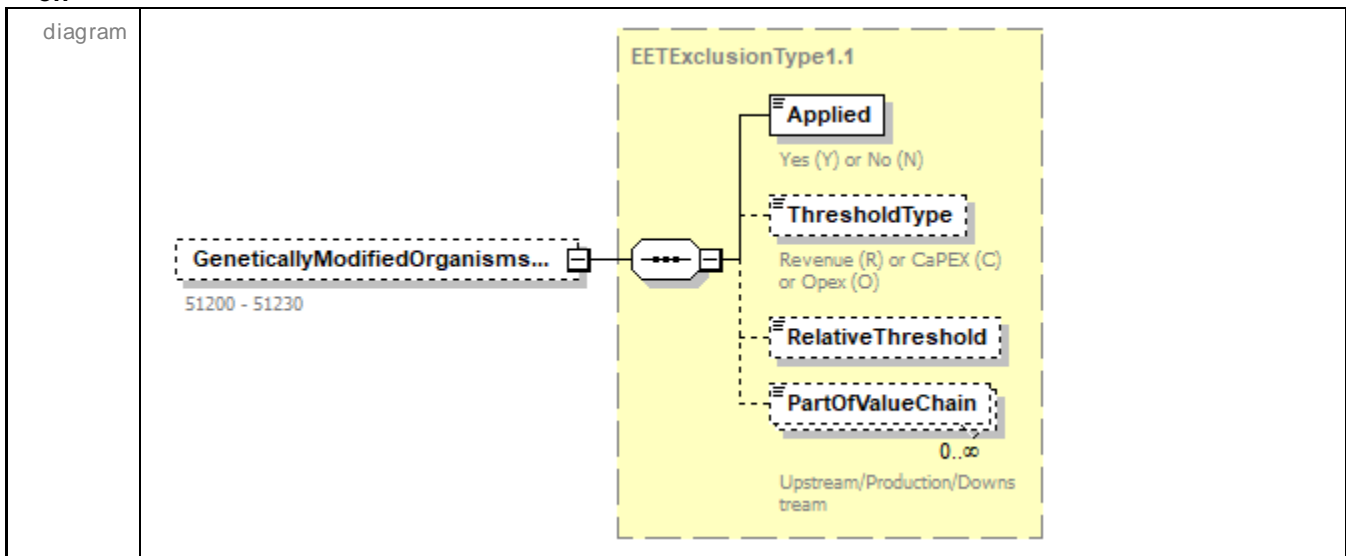 on
diagram
EETExclusionType1.1
Applied
Yes (Y) or No (N)
ThresholdType
Revenue (R) or CaPEX (C)
or Opex (O)
GeneticallyModifiedOrganisms...
51200 - 51230
RelativeThreshold
PartOfValueChain
0..∞
Upstream/Production/Downs
tream